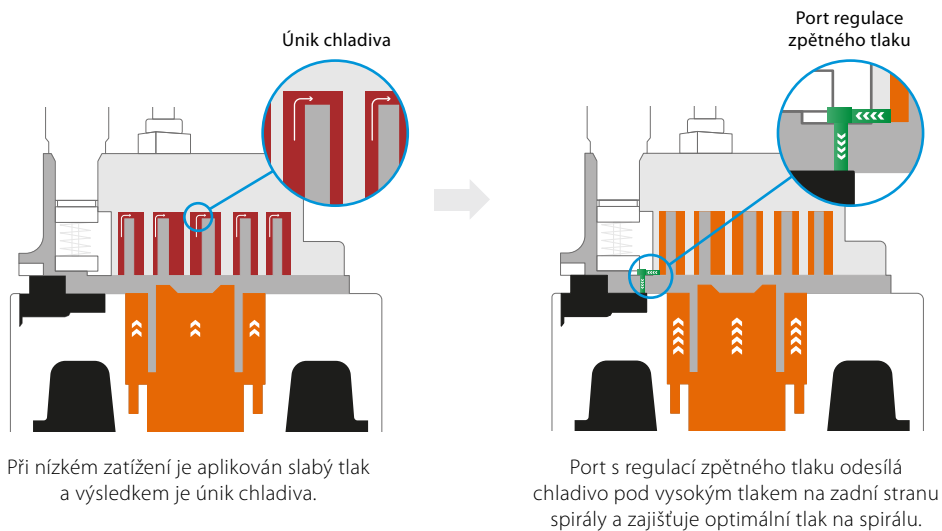 Únik chladiva
Port regulace
zpětného tlaku
Při nízkém zatížení je aplikován slabý tlak
a výsledkem je únik chladiva.
Port s regulací zpětného tlaku odesílá
chladivo pod vysokým tlakem na zadní stranu
spirály a zajišťuje optimální tlak na spirálu.